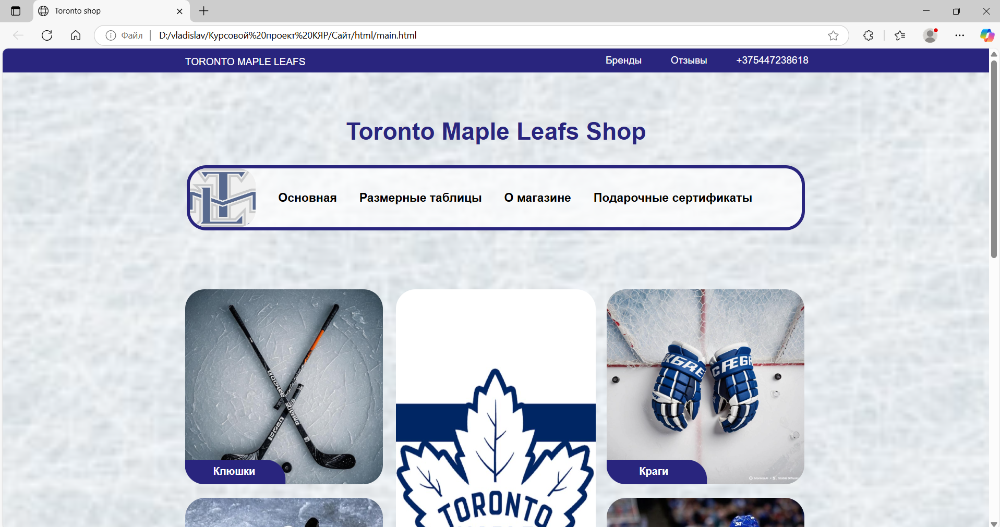 Toronto shop
Файл D:/vladislav/Курсовой%20проект%20КЯР/Сайт/html/main.html
TORONTO MAPLE LEAFS Бренды Отзывы +375447238618
Toronto Maple Leafs Shop
Основная Размерные таблицы О магазине Подарочные сертификаты
Клюшки
Краги
TORONTO
34